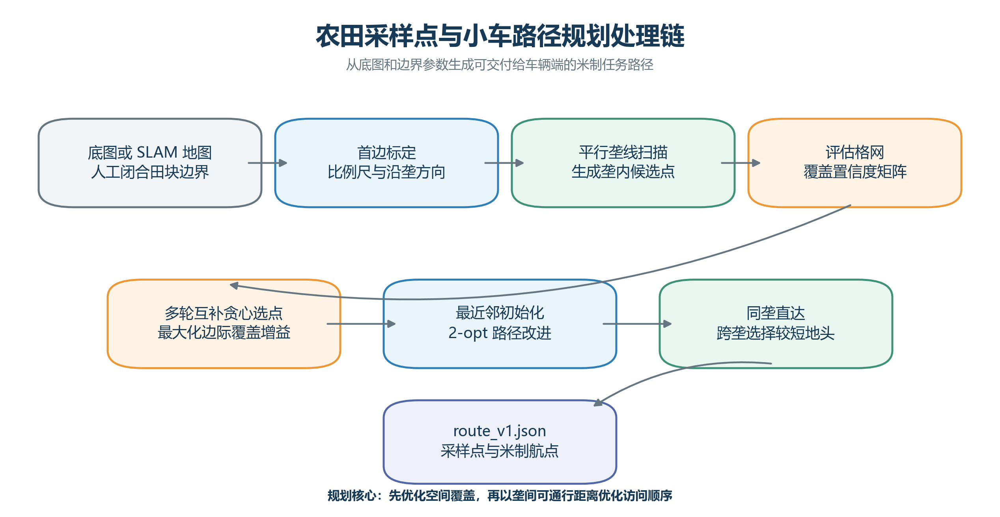 农田采样点与小车路径规划处理链
从底图和边界参数生成可交付给车辆端的米制任务路径
底图或 SLAM 地图
人工闭合田块边界
首边标定
比例尺与沿垄方向
平行垄线扫描
生成垄内候选点
评估格网
覆盖置信度矩阵
多轮互补贪心选点
最大化边际覆盖增益
最近邻初始化
2-opt 路径改进
同垄直达
跨垄选择较短地头
route_v1.json
采样点与米制航点
规划核心：先优化空间覆盖，再以垄间可通行距离优化访问顺序